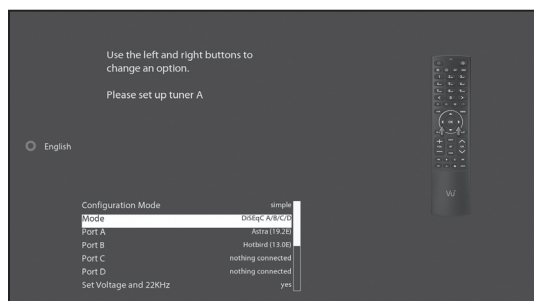 Use the left and right buttons to
change an option.
Please set up tuner A
English
Configuration Mode simple
Mode DiSEqC A/B/C/D
Port A Astra (19.2E)
Port B Hotbird (13.0E)
Port C nothing connected
Port D nothing connected
Set Voltage and 22KHz yes
OK
Vu+